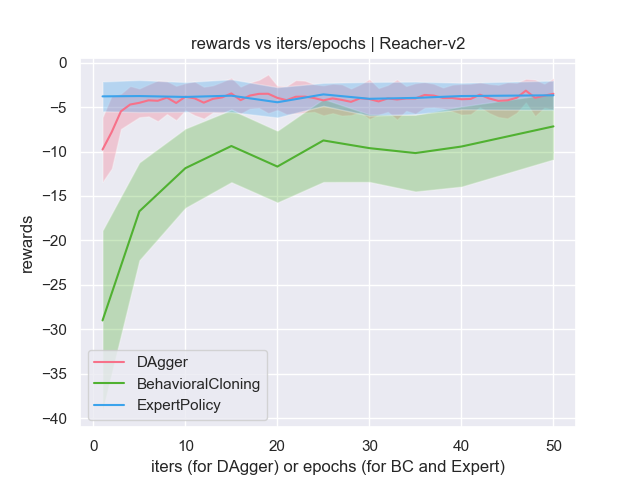 rewards vs iters/epochs | Reacher-v2
0
−5
−10
−15
−20
−25
−30
−35
−40
rewards
DAgger
BehavioralCloning
ExpertPolicy
0 10 20 30 40 50
iters (for DAgger) or epochs (for BC and Expert)